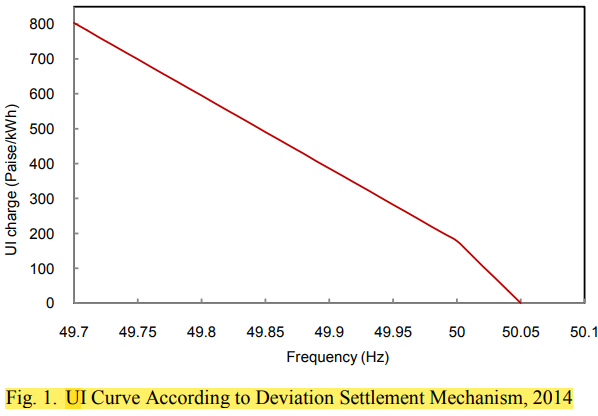 800
700
600
500
400
300
200
100
0
UI charge (Paise/kWh)
49.7 49.75 49.8 49.85 49.9 49.95 50 50.05 50.1
Frequency (Hz)
Fig. 1. UI Curve According to Deviation Settlement Mechanism, 2014